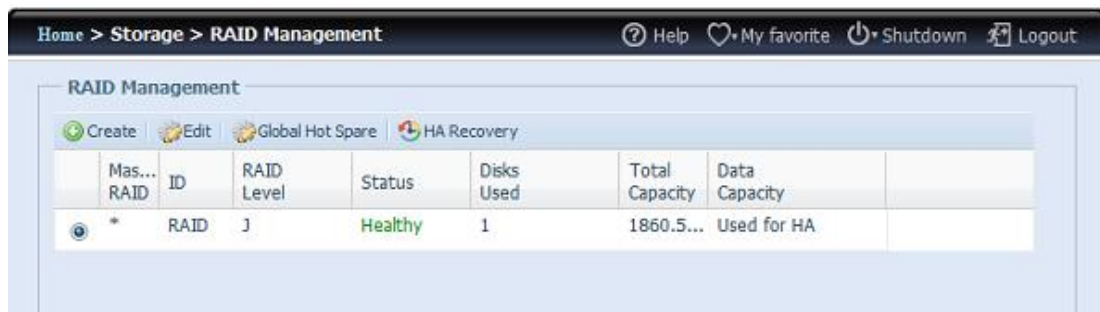 Home > Storage > RAID Management
Help My favorite Shutdown Logout
RAID Management
Create Edit Global Hot Spare HA Recovery
Mas... RAID ID RAID Level Status Disks Used Total Capacity Data Capacity
* RAID J Healthy 1 1860.5... Used for HA